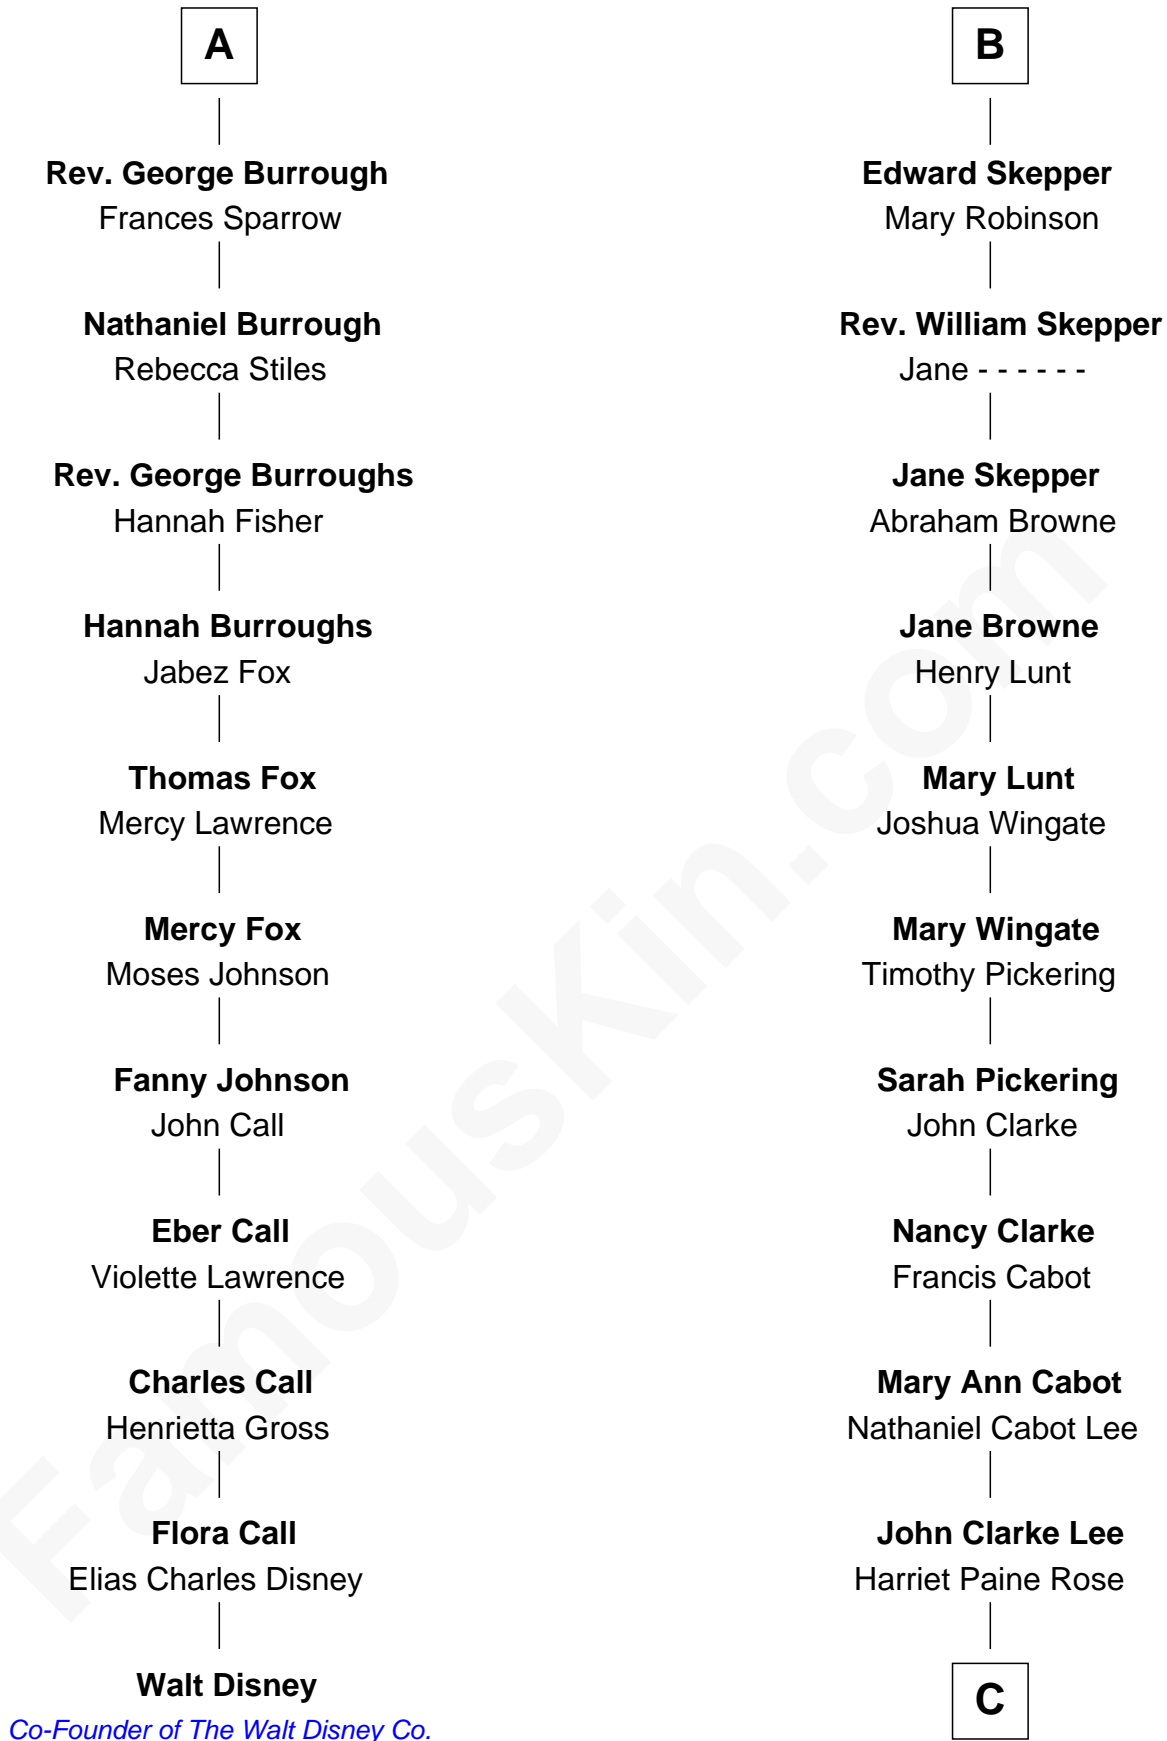 A
Rev. George Burrough
Frances Sparrow
Nathaniel Burrough
Rebecca Stiles
Rev. George Burroughs
Hannah Fisher
Hannah Burroughs
Jabez Fox
Thomas Fox
Mercy Lawrence
Mercy Fox
Moses Johnson
Fanny Johnson
John Call
Eber Call
Violette Lawrence
Charles Call
Henrietta Gross
Flora Call
Elias Charles Disney
Walt Disney
Co-Founder of The Walt Disney Co.
B
Edward Skepper
Mary Robinson
Rev. William Skepper
Jane - - - - - -
Jane Skepper
Abraham Browne
Jane Browne
Henry Lunt
Mary Lunt
Joshua Wingate
Mary Wingate
Timothy Pickering
Sarah Pickering
John Clarke
Nancy Clarke
Francis Cabot
Mary Ann Cabot
Nathaniel Cabot Lee
John Clarke Lee
Harriet Paine Rose
C
FamousKin.com